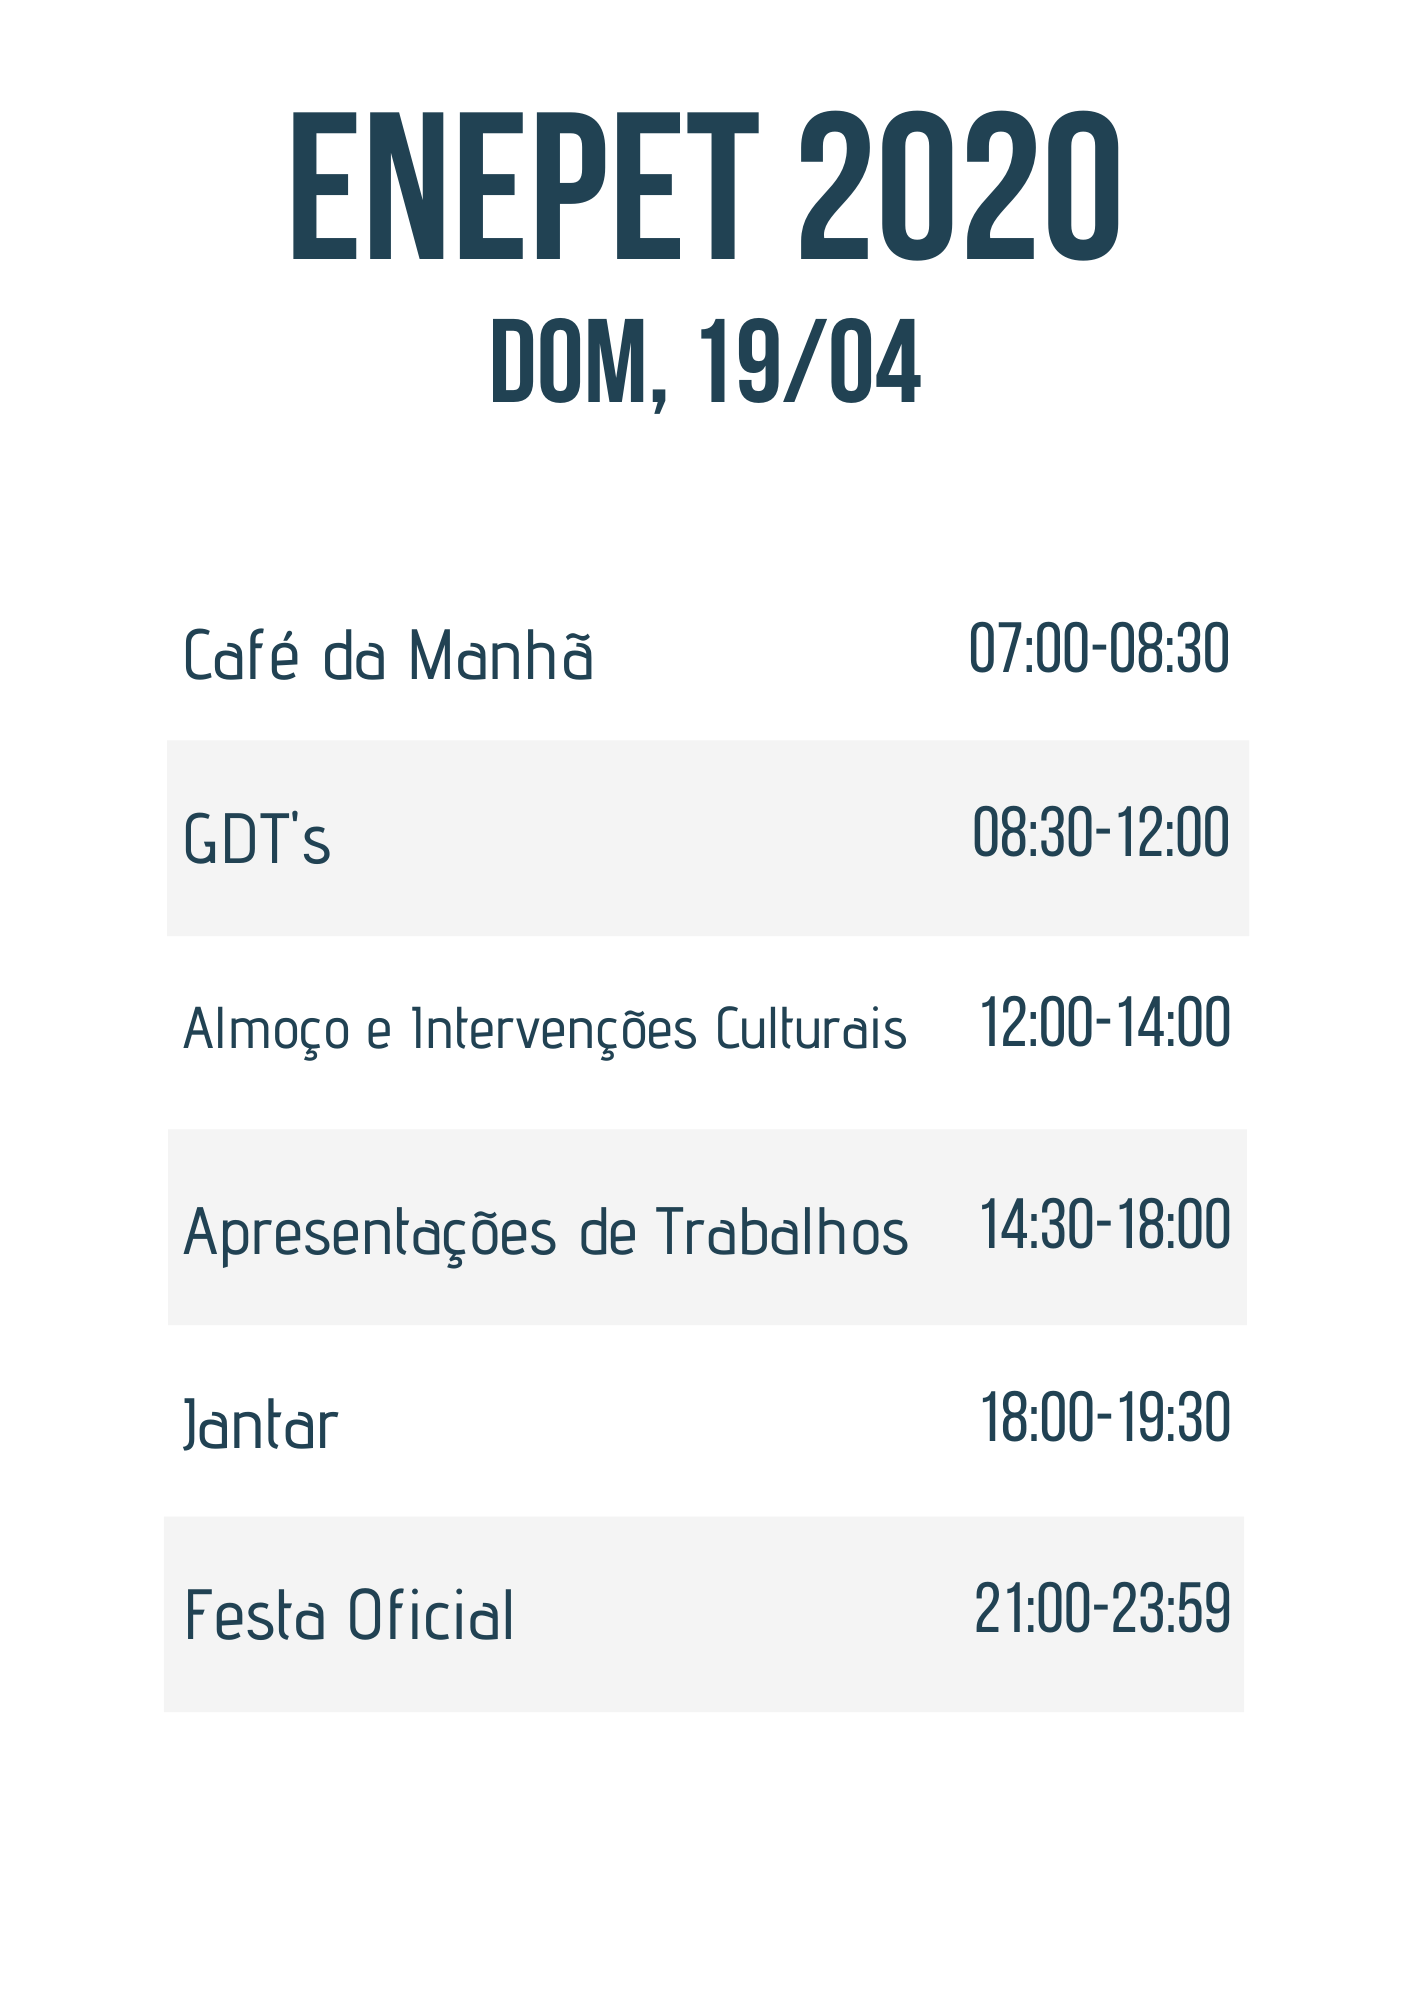 ENEPET 2020
DOM, 19/04
Café da Manhã 07:00-08:30
GDT's 08:30-12:00
Almoço e Intervenções Culturais 12:00-14:00
Apresentações de Trabalhos 14:30-18:00
Jantar 18:00-19:30
Festa Oficial 21:00-23:59